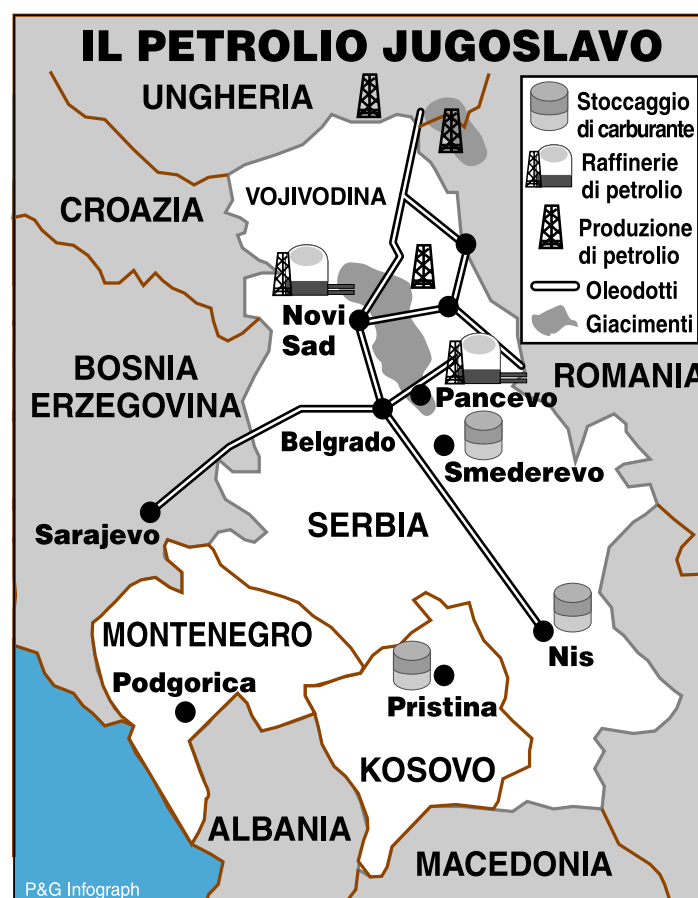 IL PETROLIO JUGOSLAVO
UNGHERIA
Stoccaggio
di carburante
Raffinerie
di petrolio
Produzione
di petrolio
Oleodotti
Giacimenti
VOJIVODINA
CROAZIA
Novi
Sad
BOSNIA
ERZEGOVINA
ROMANIA
Pancevo
Belgrado
Smederevo
SERBIA
Sarajevo
MONTENEGRO
Nis
Podgorica
Pristina
KOSOVO
ALBANIA
MACEDONIA
P&G Infograph